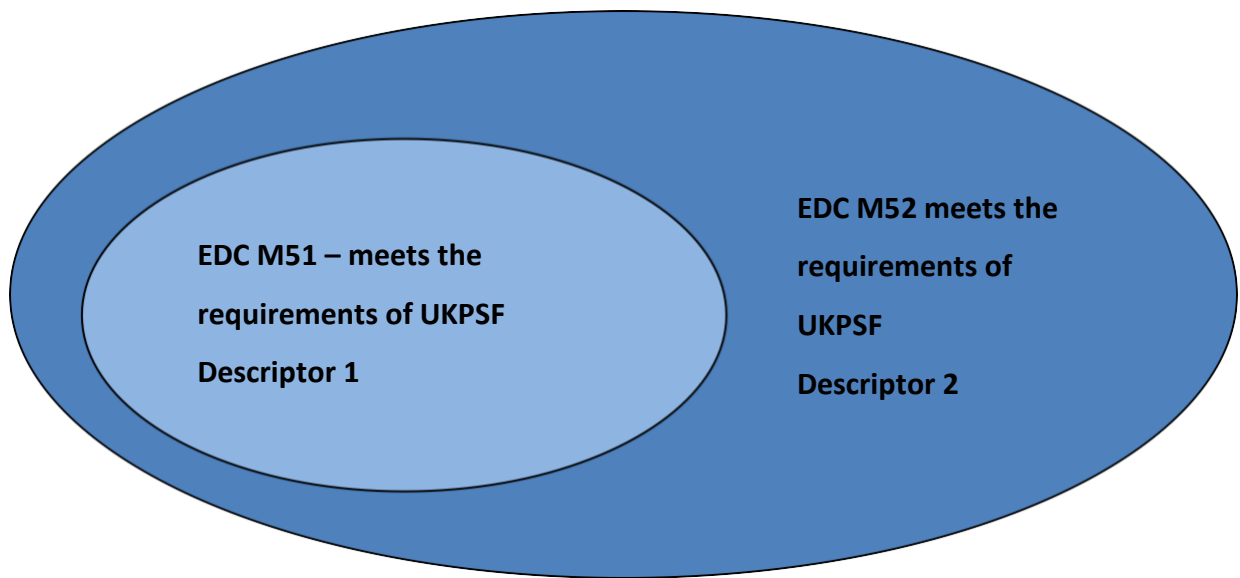 EDC M51 – meets the
requirements of UKPSF
Descriptor 1
EDC M52 meets the
requirements of
UKPSF
Descriptor 2